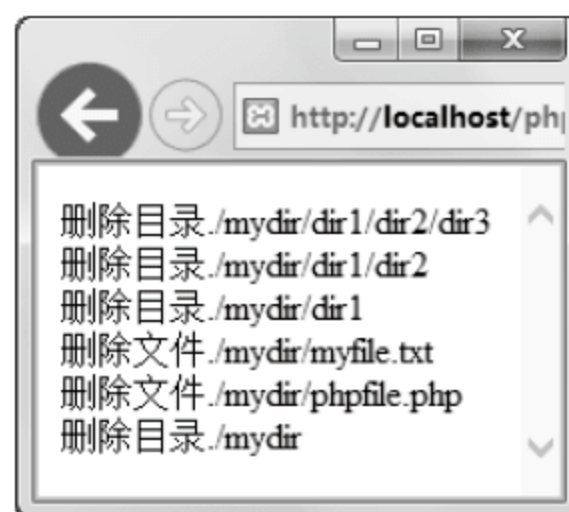 http://localhost/ph
删除目录./mydir/dir1/dir2/dir3
删除目录./mydir/dir1/dir2
删除目录./mydir/dir1
删除文件./mydir/myfile.txt
删除文件./mydir/phpfile.php
删除目录./mydir